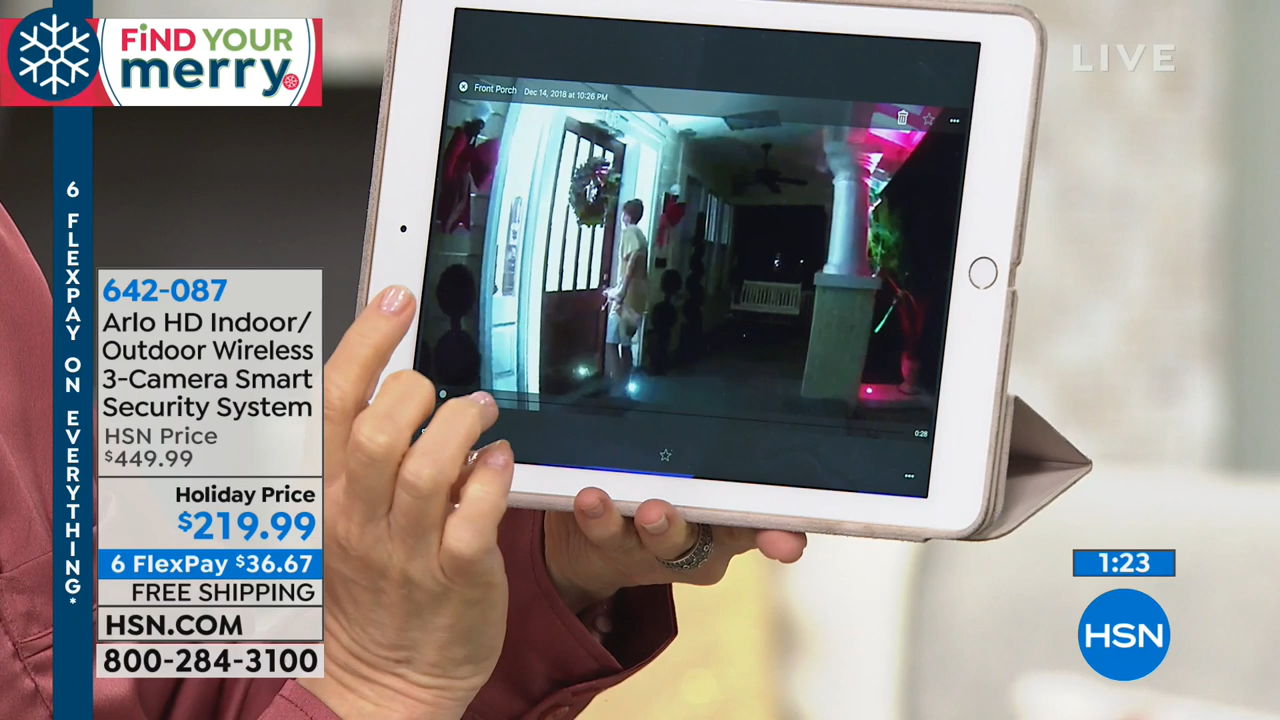 FiND YOUR
merry
LIVE
Front Porch Dec 14, 2018 at 10:26 PM
6 FLEXPAY ON EVERYTHING*
642-087
Arlo HD Indoor/
Outdoor Wireless
3-Camera Smart
Security System
HSN Price
$449.99
Holiday Price
$219.99
6 FlexPay $36.67
FREE SHIPPING
HSN.COM
800-284-3100
0:28
1:23
HSN